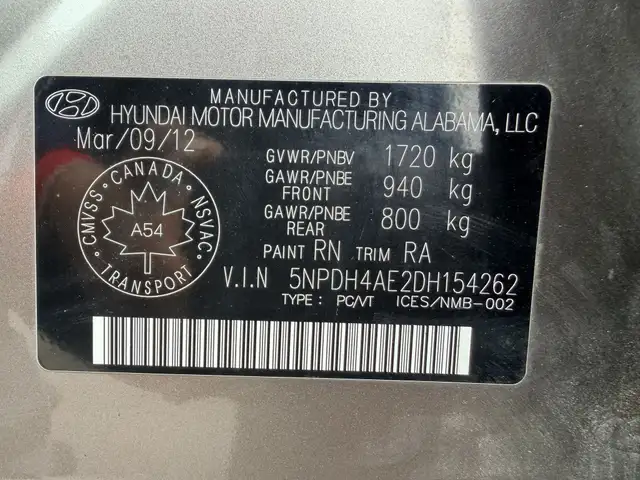 MANUFACTURED BY
HYUNDAI MOTOR MANUFACTURING ALABAMA, LLC
Mar/09/12
GVWR/PNBV 1720 kg
GAWR/PNBE FRONT 940 kg
GAWR/PNBE REAR 800 kg
PAINT RN TRIM RA
CANADA
CMVSS NSVAC
A54
TRANSPORT
V.I.N 5NPDH4AE2DH154262
TYPE: PC/VT ICES/NMB-002